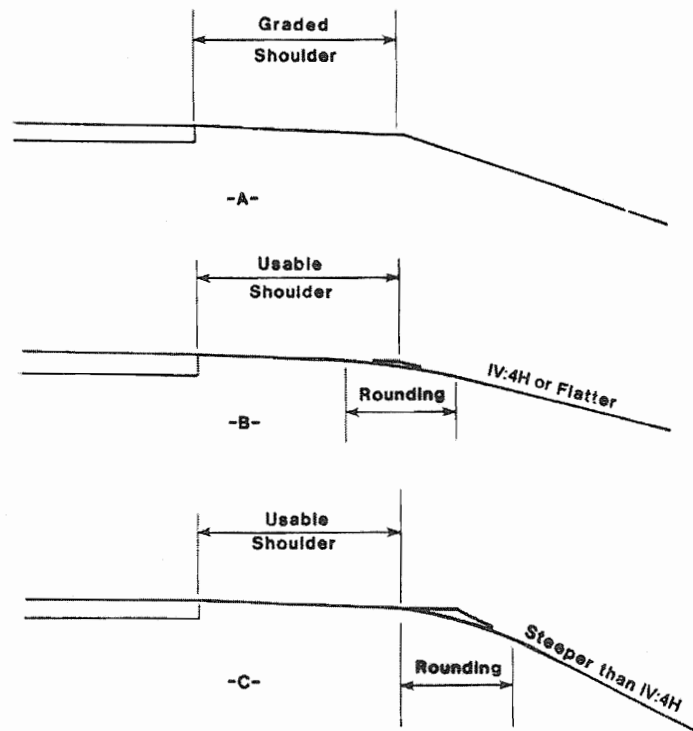 Graded
Shoulder
-A-
Usable
Shoulder
IV:4H or Flatter
Rounding
-B-
Usable
Shoulder
Steeper than IV:4H
Rounding
-C-